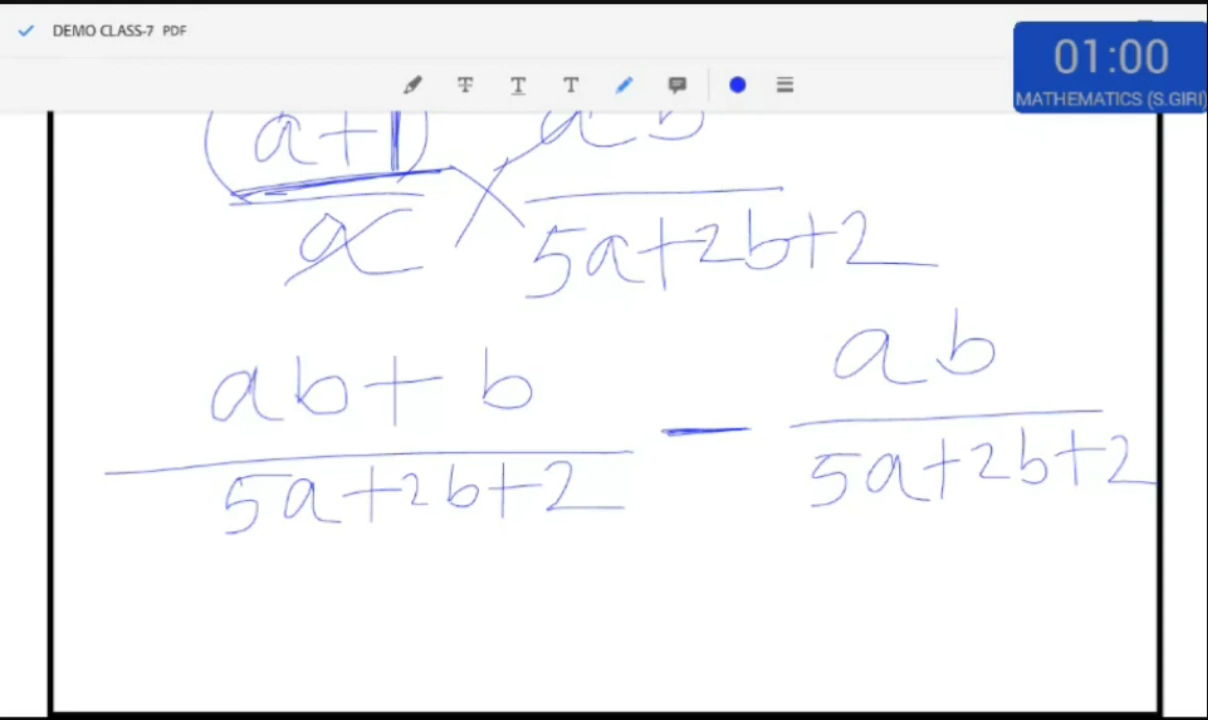 DEMO CLASS-7 PDF
01:00
MATHEMATICS (S.GIRI)
T T T
(a+1) ab
a × 5a+2b+2
ab+b - ab
5a+2b+2 5a+2b+2